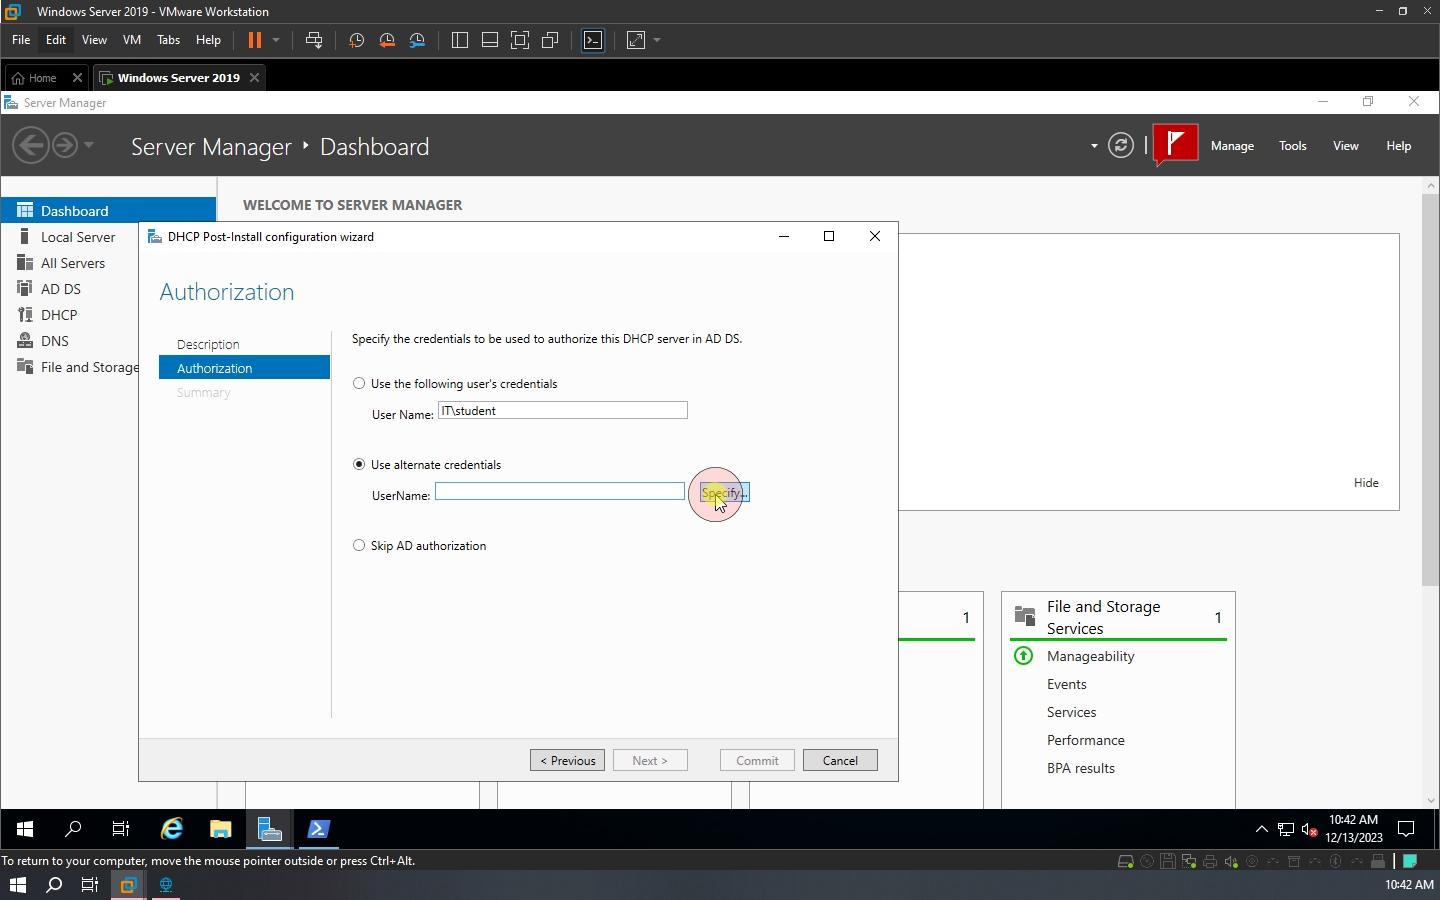 Windows Server 2019 - VMware Workstation
File Edit View VM Tabs Help
Home
Windows Server 2019
Server Manager
Server Manager Dashboard
Manage Tools View Help
Dashboard
Local Server
All Servers
AD DS
DHCP
DNS
File and Storage
WELCOME TO SERVER MANAGER
DHCP Post-Install configuration wizard
Authorization
Description
Authorization
Summary
Specify the credentials to be used to authorize this DHCP server in AD DS.
Use the following user's credentials
User Name: IT\student
Use alternate credentials
UserName:
Specify...
Skip AD authorization
< Previous Next > Commit Cancel
Hide
1
File and Storage
Services
1
Manageability
Events
Services
Performance
BPA results
10:42 AM
12/13/2023
To return to your computer, move the mouse pointer outside or press Ctrl+Alt.
10:42 AM